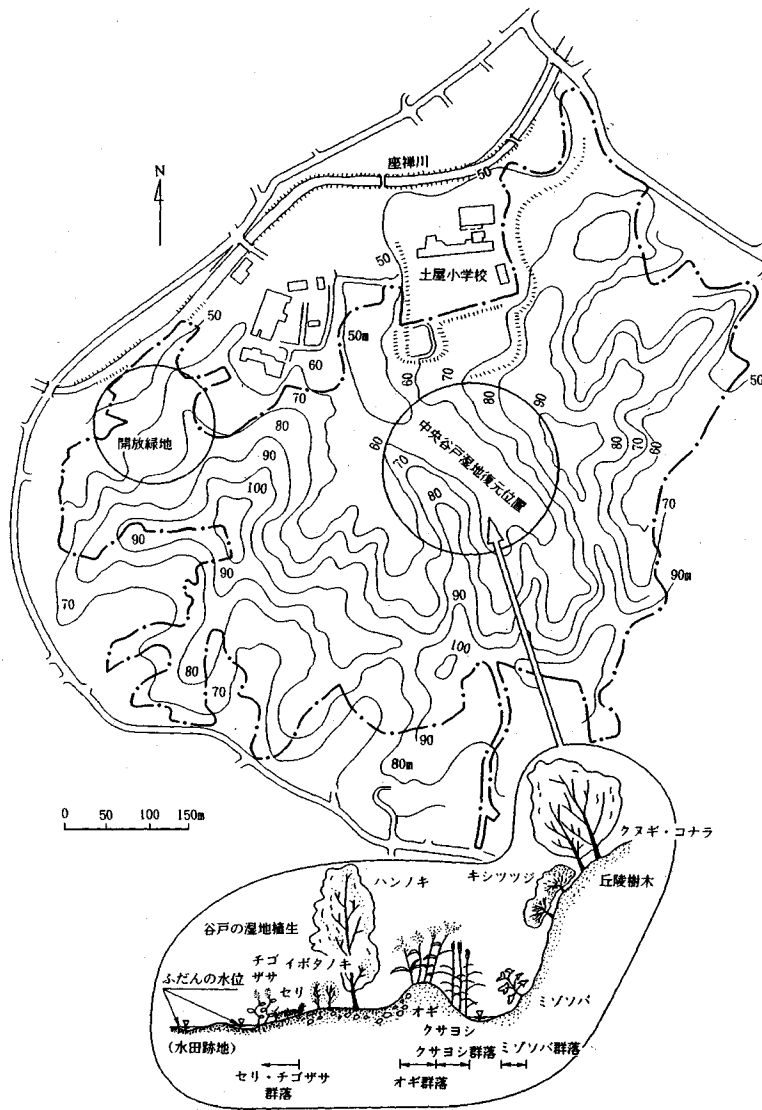 N
座禅川
50
土屋小学校
50
50
50m
60
60
70
80
90
50
70
80
90
100
開放緑地
60
70
80
中央谷戸湿地復元位置
80
70
60
50
70
90m
90
90
70
90
100
80
70
90
80m
0 50 100 150m
クヌギ・コナラ
丘陵樹木
キシツツジ
ハンノキ
谷戸の湿地植生
チゴ
ザサ
イボタノキ
セリ
ふだんの水位
ミゾソバ
オギ
クサヨシ
(水田跡地)
クサヨシ群落
ミゾソバ群落
オギ群落
セリ・チゴザサ
群落